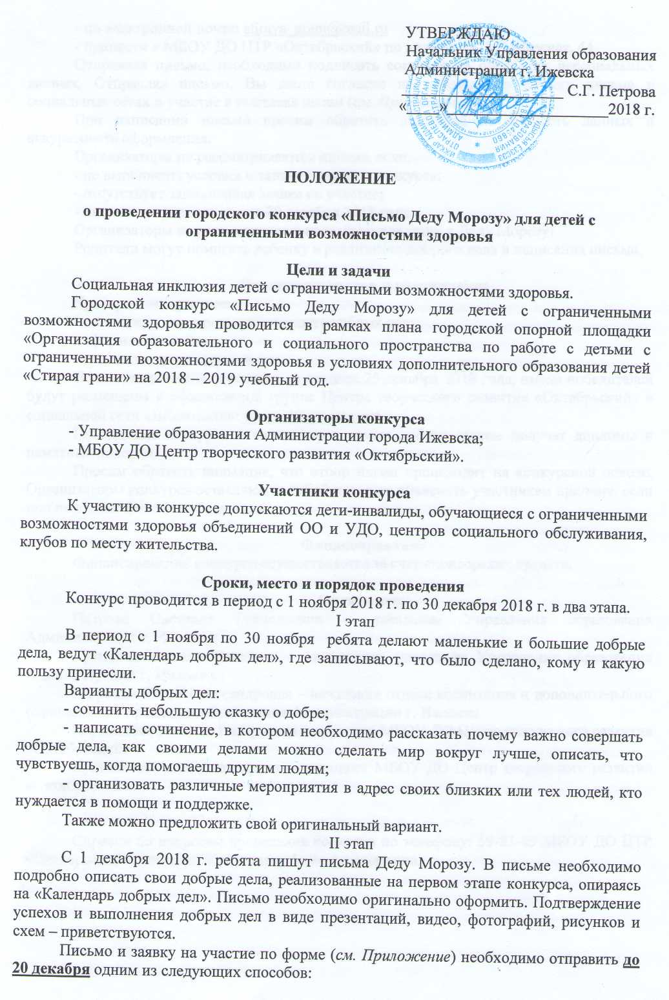 УТВЕРЖДАЮ
Начальник Управления образования
Администрации г. Ижевска
____________________ С.Г. Петрова
«____»____________________2018 г.
ПОЛОЖЕНИЕ
о проведении городского конкурса «Письмо Деду Морозу» для детей с
ограниченными возможностями здоровья
Цели и задачи
Социальная инклюзия детей с ограниченными возможностями здоровья.
Городской конкурс «Письмо Деду Морозу» для детей с ограниченными
возможностями здоровья проводится в рамках плана городской опорной площадки
«Организация образовательного и социального пространства по работе с детьми с
ограниченными возможностями здоровья в условиях дополнительного образования детей
«Стирая грани» на 2018 – 2019 учебный год.
Организаторы конкурса
- Управление образования Администрации города Ижевска;
- МБОУ ДО Центр творческого развития «Октябрьский».
Участники конкурса
К участию в конкурсе допускаются дети-инвалиды, обучающиеся с ограниченными
возможностями здоровья объединений ОО и УДО, центров социального обслуживания,
клубов по месту жительства.
Сроки, место и порядок проведения
Конкурс проводится в период с 1 ноября 2018 г. по 30 декабря 2018 г. в два этапа.
I этап
В период с 1 ноября по 30 ноября ребята делают маленькие и большие добрые
дела, ведут «Календарь добрых дел», где записывают, что было сделано, кому и какую
пользу принесли.
Варианты добрых дел:
- сочинить небольшую сказку о добре;
- написать сочинение, в котором необходимо рассказать почему важно совершать
добрые дела, как своими делами можно сделать мир вокруг лучше, описать, что
чувствуешь, когда помогаешь другим людям;
- организовать различные мероприятия в адрес своих близких или тех людей, кто
нуждается в помощи и поддержке.
Также можно предложить свой оригинальный вариант.
II этап
С 1 декабря 2018 г. ребята пишут письма Деду Морозу. В письме необходимо
подробно описать свои добрые дела, реализованные на первом этапе конкурса, опираясь
на «Календарь добрых дел». Письмо необходимо оригинально оформить. Подтверждение
успехов и выполнения добрых дел в виде презентаций, видео, фотографий, рисунков и
схем – приветствуются.
Письмо и заявку на участие по форме (см. Приложение) необходимо отправить до
20 декабря одним из следующих способов: